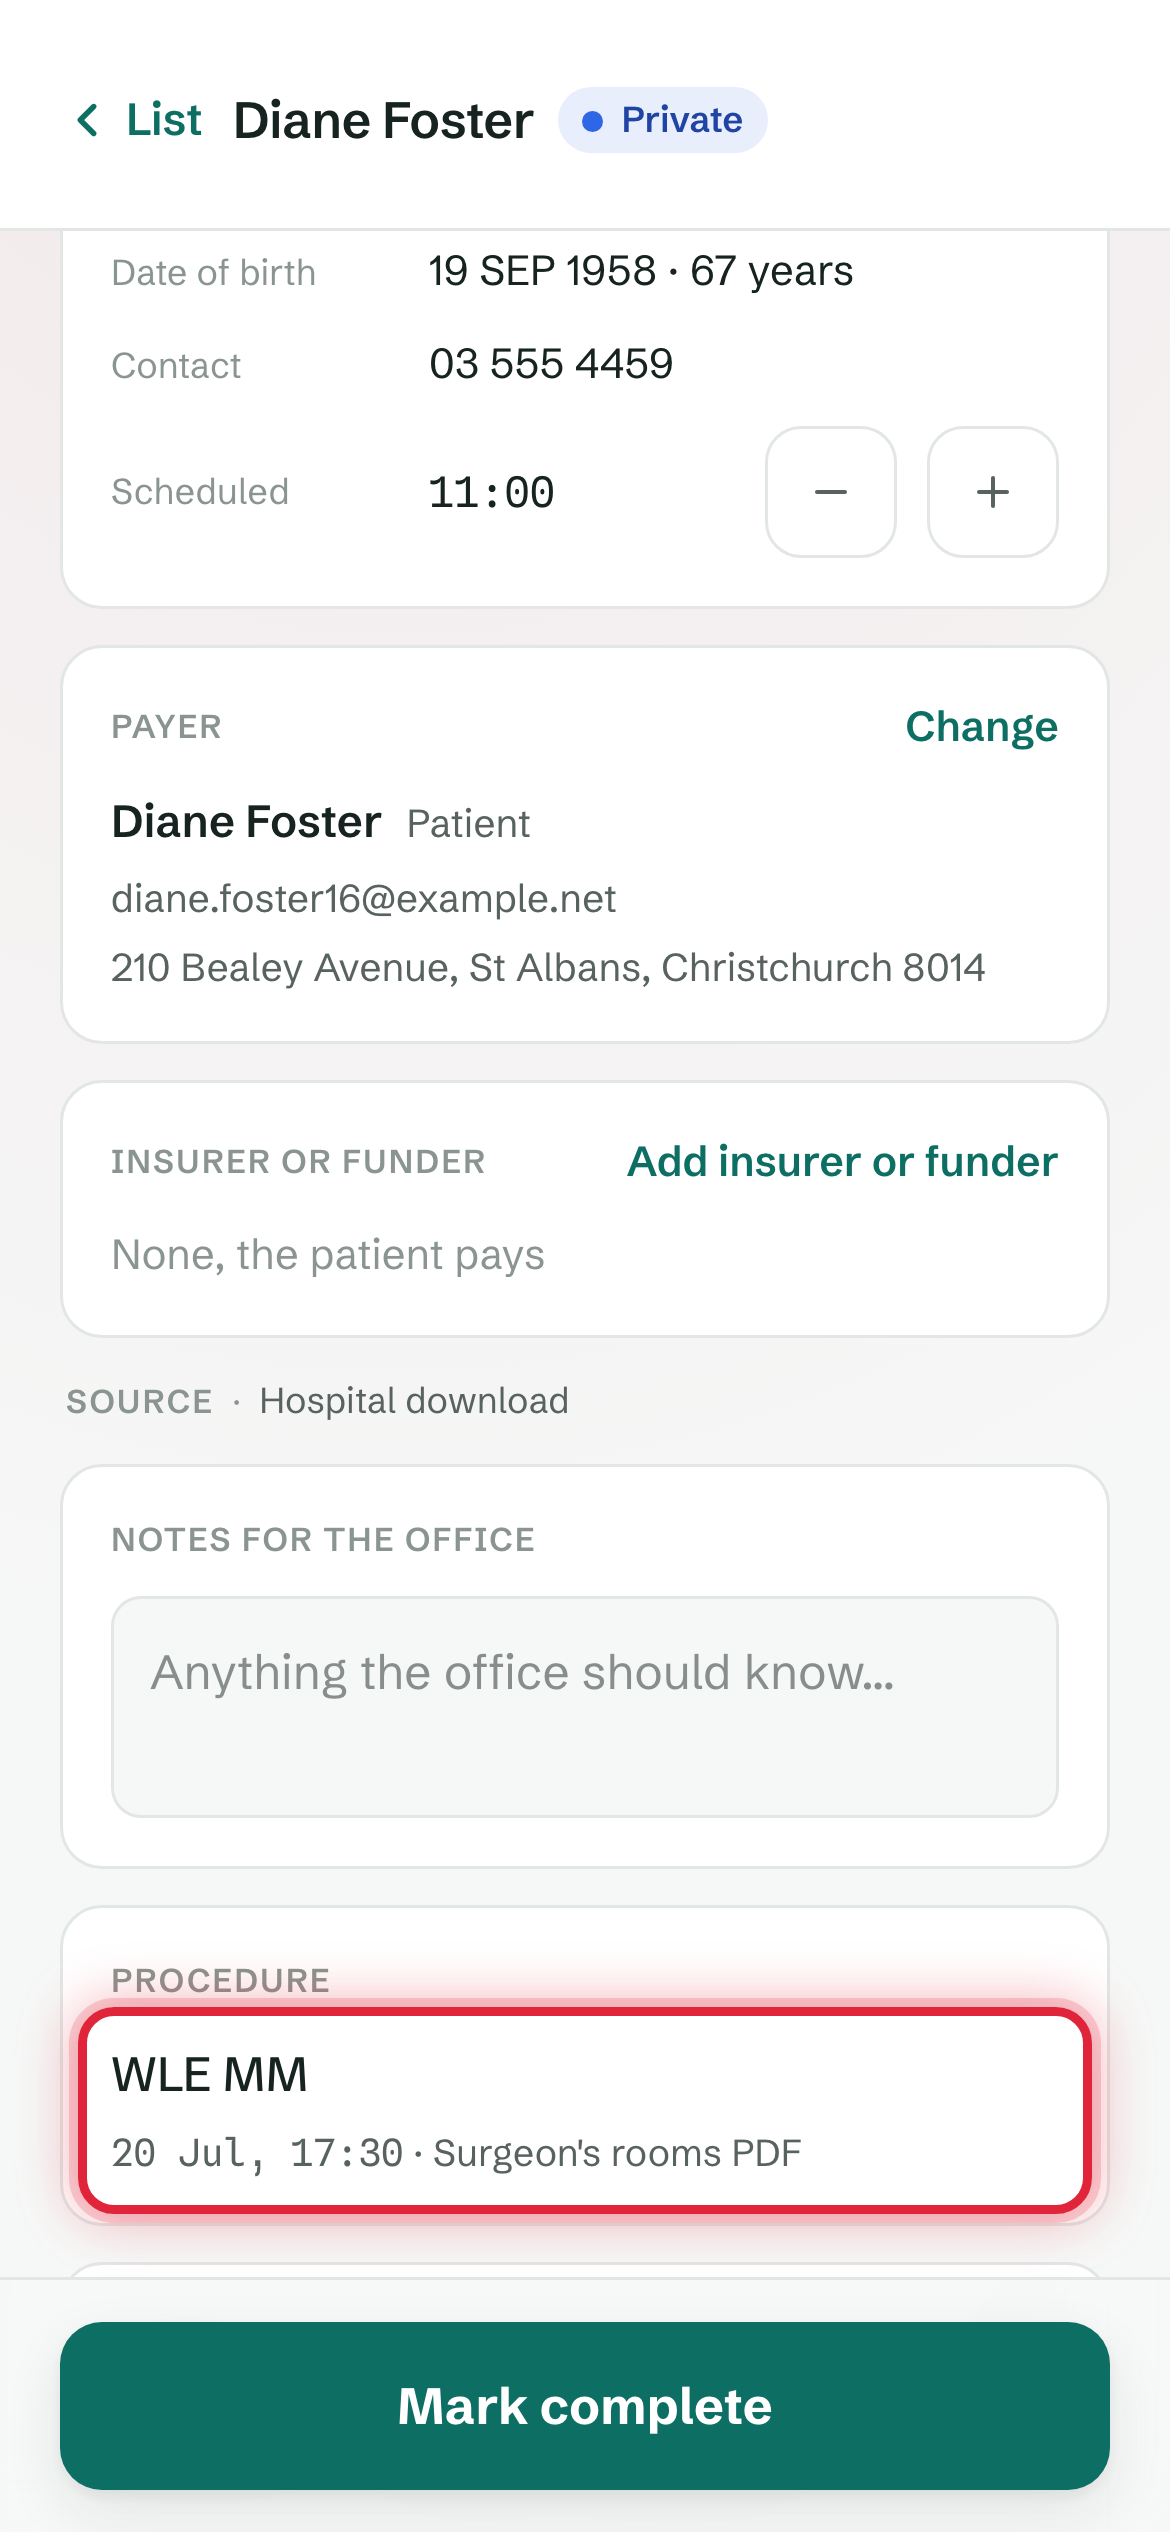 List Diane Foster Private
Date of birth 19 SEP 1958 · 67 years
Contact 03 555 4459
Scheduled 11:00 − +
PAYER Change
Diane Foster Patient
diane.foster16@example.net
210 Bealey Avenue, St Albans, Christchurch 8014
INSURER OR FUNDER Add insurer or funder
None, the patient pays
SOURCE · Hospital download
NOTES FOR THE OFFICE
Anything the office should know...
PROCEDURE
WLE MM
20 Jul, 17:30 · Surgeon's rooms PDF
Mark complete